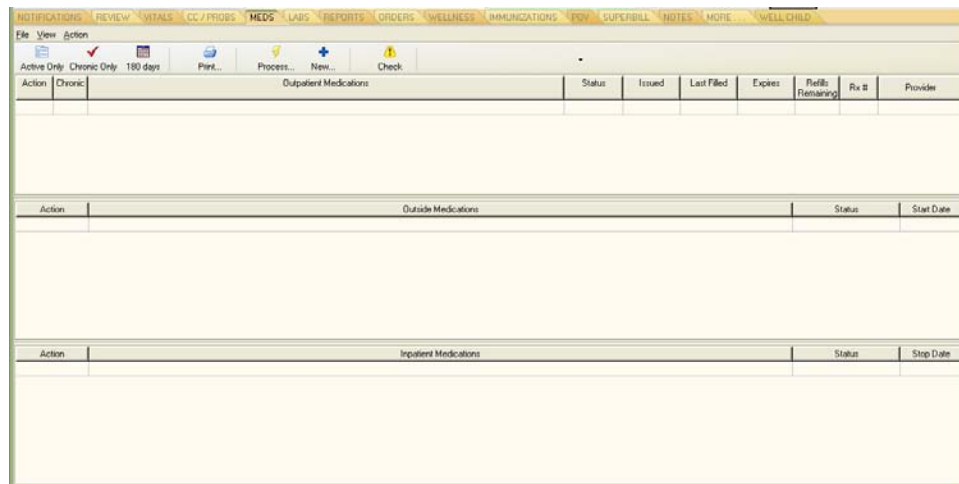 NOTIFICATIONS REVIEW VITALS CC / PROBS MEDS LABS REPORTS ORDERS WELLNESS IMMUNIZATIONS POV SUPERBILL NOTES MORE ... WELL CHILD
File View Action
Active Only Chronic Only 180 days Print... Process... New... Check
Action Chronic Outpatient Medications Status Issued Last Filled Expires Refills Remaining Rx # Provider
Action Outside Medications Status Start Date
Action Inpatient Medications Status Stop Date